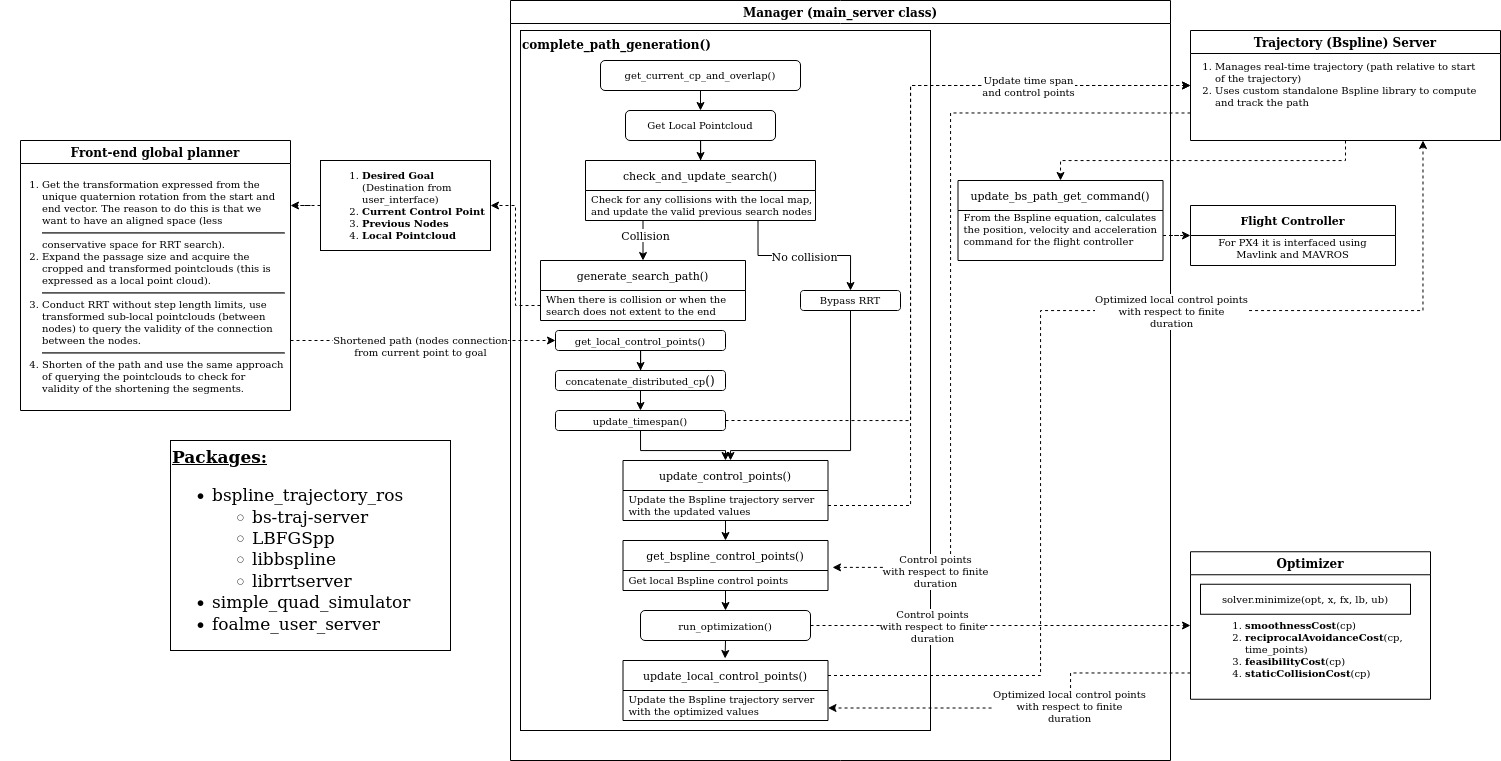 Manager (main_server class)
complete_path_generation()
get_current_cp_and_overlap()
Get Local Pointcloud
check_and_update_search()
Check for any collisions with the local map,
and update the valid previous search nodes
Collision
No collision
generate_search_path()
When there is collision or when the
search does not extent to the end
Bypass RRT
get_local_control_points()
concatenate_distributed_cp()
update_timespan()
update_control_points()
Update the Bspline trajectory server
with the updated values
get_bspline_control_points()
Get local Bspline control points
run_optimization()
update_local_control_points()
Update the Bspline trajectory server
with the optimized values
Front-end global planner
1. Get the transformation expressed from the
unique quaternion rotation from the start and
end vector. The reason to do this is that we
want to have an aligned space (less
conservative space for RRT search).
2. Expand the passage size and acquire the
cropped and transformed pointclouds (this is
expressed as a local point cloud).
3. Conduct RRT without step length limits, use
transformed sub-local pointclouds (between
nodes) to query the validity of the connection
between the nodes.
4. Shorten of the path and use the same approach
of querying the pointclouds to check for
validity of the shortening the segments.
1. Desired Goal
(Destination from
user_interface)
2. Current Control Point
3. Previous Nodes
4. Local Pointcloud
Shortened path (nodes connection
from current point to goal
Packages:
• bspline_trajectory_ros
○ bs-traj-server
○ LBFGSpp
○ libbspline
○ librrtserver
• simple_quad_simulator
• foalme_user_server
Update time span
and control points
Trajectory (Bspline) Server
1. Manages real-time trajectory (path relative to start
of the trajectory)
2. Uses custom standalone Bspline library to compute
and track the path
update_bs_path_get_command()
From the Bspline equation, calculates
the position, velocity and acceleration
command for the flight controller
Flight Controller
For PX4 it is interfaced using
Mavlink and MAVROS
Optimized local control points
with respect to finite
duration
Control points
with respect to finite
duration
Control points
with respect to finite
duration
Optimized local control points
with respect to finite
duration
Optimizer
solver.minimize(opt, x, fx, lb, ub)
1. smoothnessCost(cp)
2. reciprocalAvoidanceCost(cp,
time_points)
3. feasibilityCost(cp)
4. staticCollisionCost(cp)